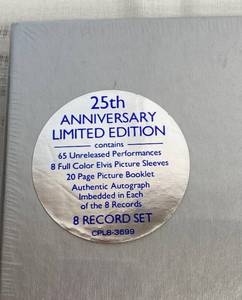 25th
ANNIVERSARY
LIMITED EDITION
contains
65 Unreleased Performances
8 Full Color Elvis Picture Sleeves
20 Page Picture Booklet
Authentic Autograph
Imbedded in Each
of the 8 Records
8 RECORD SET
CPL8-3699